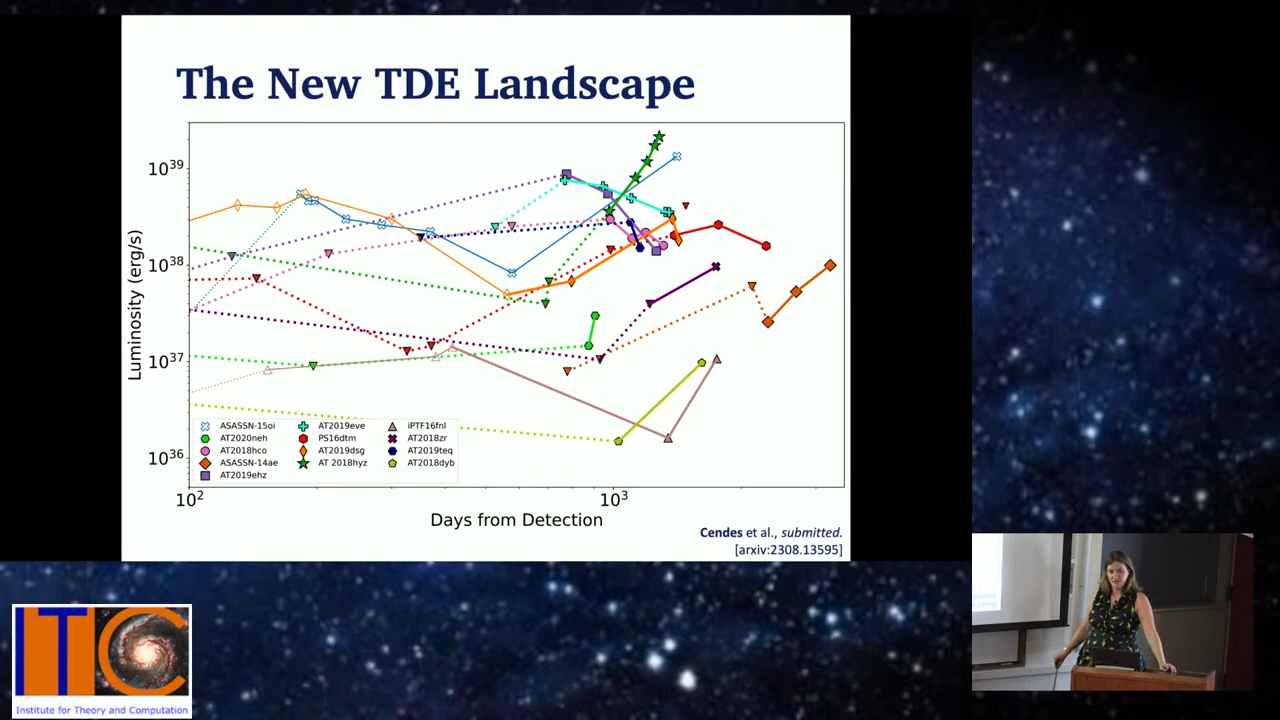 The New TDE Landscape
Luminosity (erg/s)
10^39
10^38
10^37
10^36
ASASSN-15oi
AT2020neh
AT2018hco
ASASSN-14ae
AT2019ehz
AT2019eve
PS16dtm
AT2019dsg
AT 2018hyz
iPTF16fnl
AT2018zr
AT2019teq
AT2018dyb
10^2
10^3
Days from Detection
Cendes et al., submitted.
[arxiv:2308.13595]
ITC
Institute for Theory and Computation